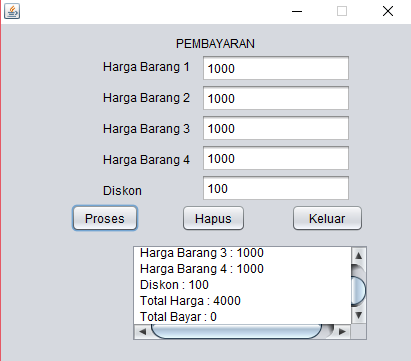 PEMBAYARAN
Harga Barang 1 1000
Harga Barang 2 1000
Harga Barang 3 1000
Harga Barang 4 1000
Diskon 100
Proses Hapus Keluar
Harga Barang 3 : 1000
Harga Barang 4 : 1000
Diskon : 100
Total Harga : 4000
Total Bayar : 0